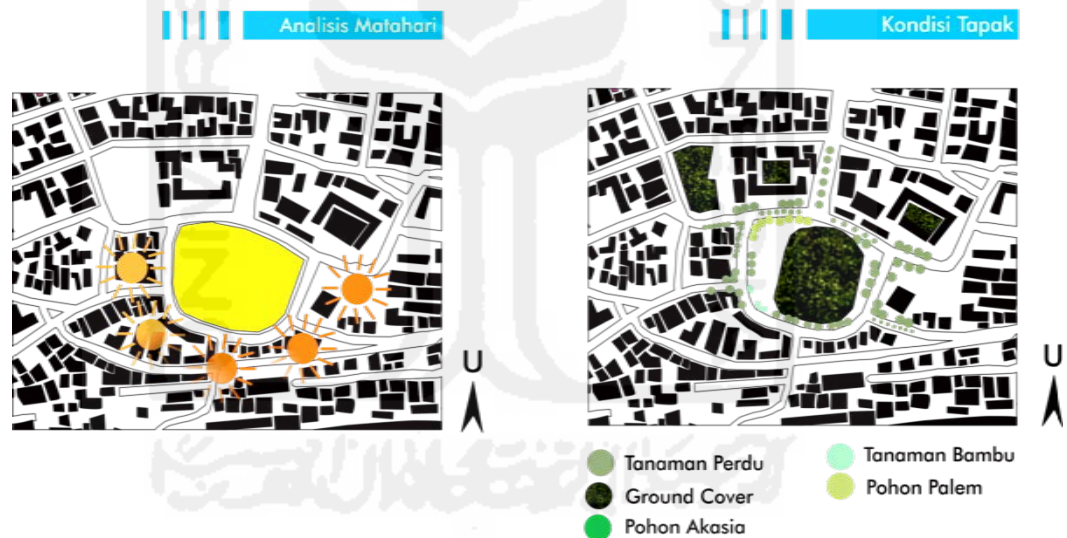 Analisis Matahari
Kondisi Tapak
U
U
Tanaman Perdu
Ground Cover
Pohon Akasia
Tanaman Bambu
Pohon Palem